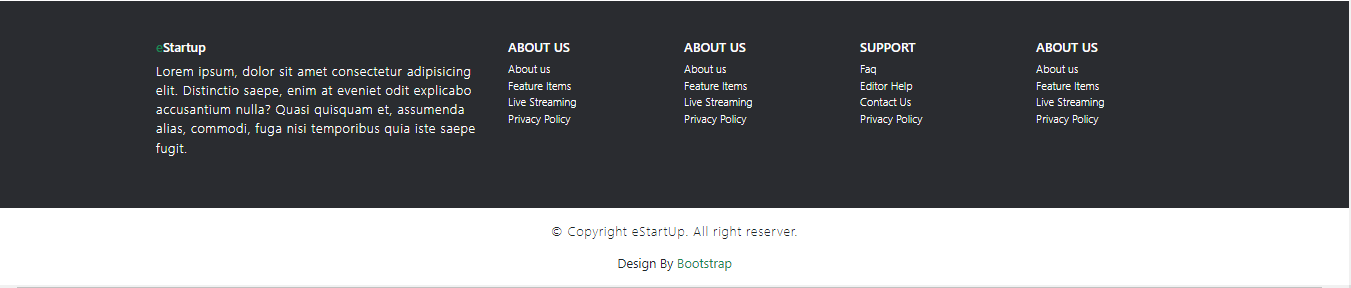 eStartup
Lorem ipsum, dolor sit amet consectetur adipisicing
elit. Distinctio saepe, enim at eveniet odit explicabo
accusantium nulla? Quasi quisquam et, assumenda
alias, commodi, fuga nisi temporibus quia iste saepe
fugit.
ABOUT US
About us
Feature Items
Live Streaming
Privacy Policy
ABOUT US
About us
Feature Items
Live Streaming
Privacy Policy
SUPPORT
Faq
Editor Help
Contact Us
Privacy Policy
ABOUT US
About us
Feature Items
Live Streaming
Privacy Policy
© Copyright eStartUp. All right reserver.
Design By Bootstrap